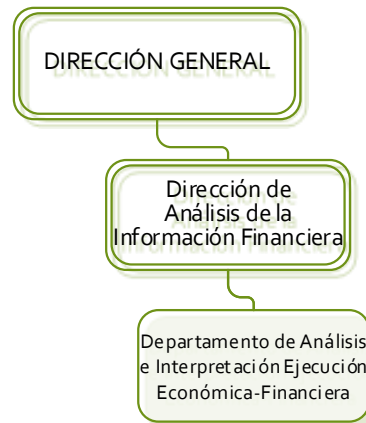 DIRECCIÓN GENERAL
Dirección de
Análisis de la
Información Financiera
Departamento de Análisis
e Interpretación Ejecución
Económica-Financiera